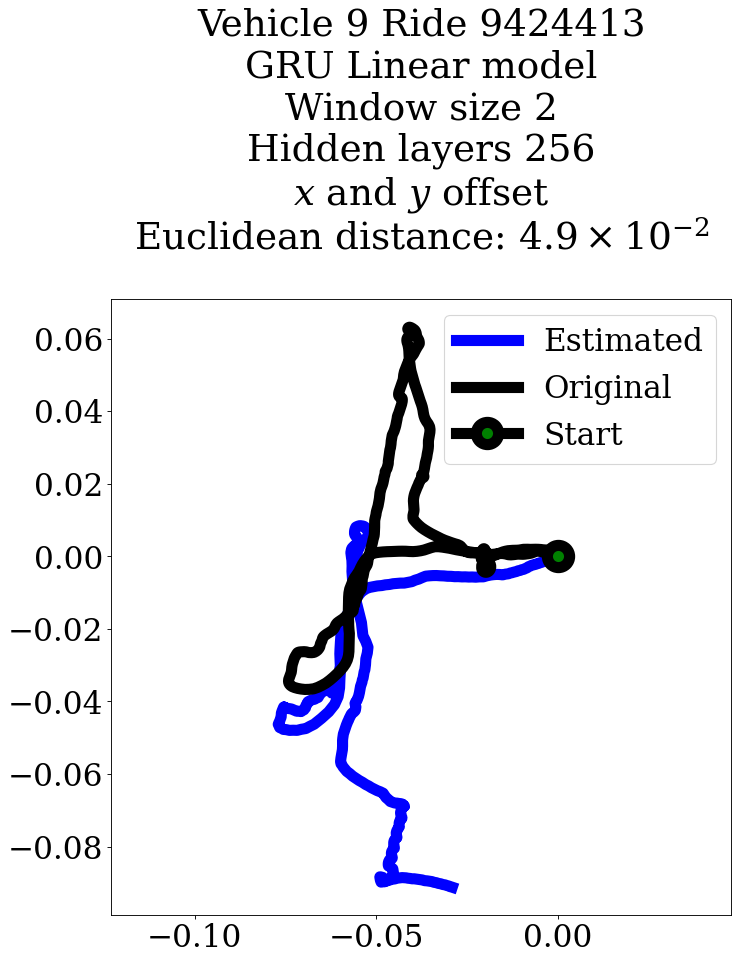 Vehicle 9 Ride 9424413
GRU Linear model
Window size 2
Hidden layers 256
x and y offset
Euclidean distance: 4.9 × 10⁻²
Estimated
Original
Start
0.06
0.04
0.02
0.00
−0.02
−0.04
−0.06
−0.08
−0.10
−0.05
0.00